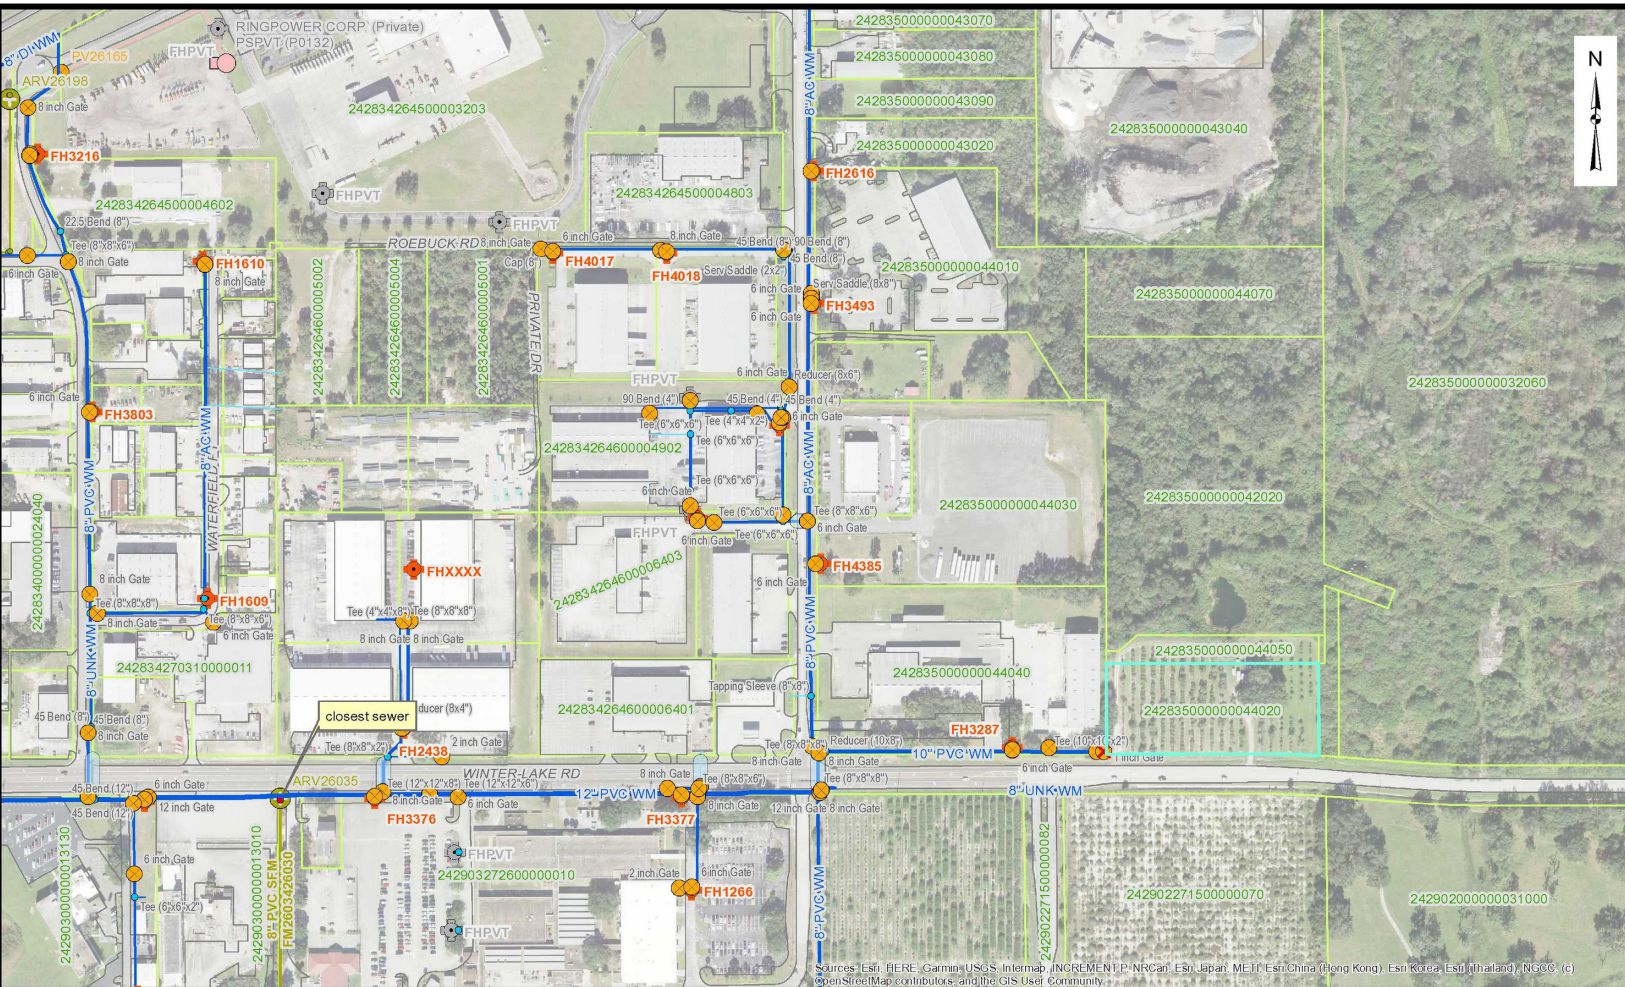 RINGPOWER CORP. (Private)
PSPVT (P0132)
8" DI WM
PV26165
FHPVT
ARV26198
8 inch Gate
FH3216
242834264500003203
242834264500004602
22.5 Bend (8")
Tee (8"x8"x6")
6 inch Gate
8 inch Gate
FH1610
8 inch Gate
FHPVT
FHPVT
ROEBUCK RD
8 inch Gate
Cap (8")
6 inch Gate
FH4017
8 inch Gate
FH4018
45 Bend (8")
90 Bend (8")
45 Bend (8")
Serv Saddle (2x2")
242834264500004803
8" AC WM
242835000000043070
242835000000043080
242835000000043090
242835000000043020
242835000000043040
FH2616
242835000000044010
242835000000044070
N
Serv Saddle (8x8")
6 inch Gate
FH3493
6 inch Gate
242834264600005002
242834264600005004
242834264600005001
PRIVATE DR
6 inch Gate
Reducer (8x6")
FHPVT
90 Bend (4")
45 Bend (4")
45 Bend (4")
6 inch Gate
Tee (6"x6"x6")
Tee (4"x4"x2")
Tee (6"x6"x6")
242834264600004902
Tee (6"x6"x6")
6 inch Gate
8" AC WM
242835000000032060
6 inch Gate
FH3803
8" AC WM
8" PVC WM
242834000000024040
242835000000042020
242835000000044030
Tee (6"x6"x6")
Tee (8"x8"x6")
6 inch Gate
FHPVT
6 inch Gate
Tee (6"x6"x6")
242834264600006403
6 inch Gate
FH4385
FHXXXX
8 inch Gate
Tee (8"x8"x8")
8 inch Gate
FH1609
Tee (8"x8"x6")
6 inch Gate
Tee (4"x4"x8")
Tee (8"x8"x8")
8 inch Gate
8 inch Gate
8" UNK WM
8" PVC WM
242834270310000011
242835000000044050
242835000000044040
Tapping Sleeve (8"x8")
242834264600006401
242835000000044020
closest sewer
ducer (8x4")
45 Bend (8")
45 Bend (8")
8 inch Gate
Tee (8"x8"x2")
FH2438
2 inch Gate
Tee (8"x8"x8")
Reducer (10x8")
FH3287
10" PVC WM
Tee (10"x10"x2")
6 inch Gate
1 inch Gate
8 inch Gate
WINTER-LAKE RD
ARV26035
6 inch Gate
45 Bend (12")
12 inch Gate
45 Bend (12")
Tee (12"x12"x8")
Tee (12"x12"x6")
8 inch Gate
6 inch Gate
FH3376
12" PVC WM
8 inch Gate
Tee (8"x8"x6")
FH3377
8 inch Gate
Tee (8"x8"x8")
12 inch Gate
8 inch Gate
8" UNK WM
FHPVT
242903272600000010
2 inch Gate
6 inch Gate
FH1266
FHPVT
6 inch Gate
Tee (6"x6"x2")
242903000000013130
242903000000013010
8" PVC SFM
FM2603426030
8" PVC WM
242902271500000082
242902271500000070
242902000000031000
Sources: Esri, HERE, Garmin, USGS, Intermap, INCREMENT P, NRCan, Esri Japan, METI, Esri China (Hong Kong), Esri Korea, Esri (Thailand), NGCC, (c)
OpenStreetMap contributors, and the GIS User Community